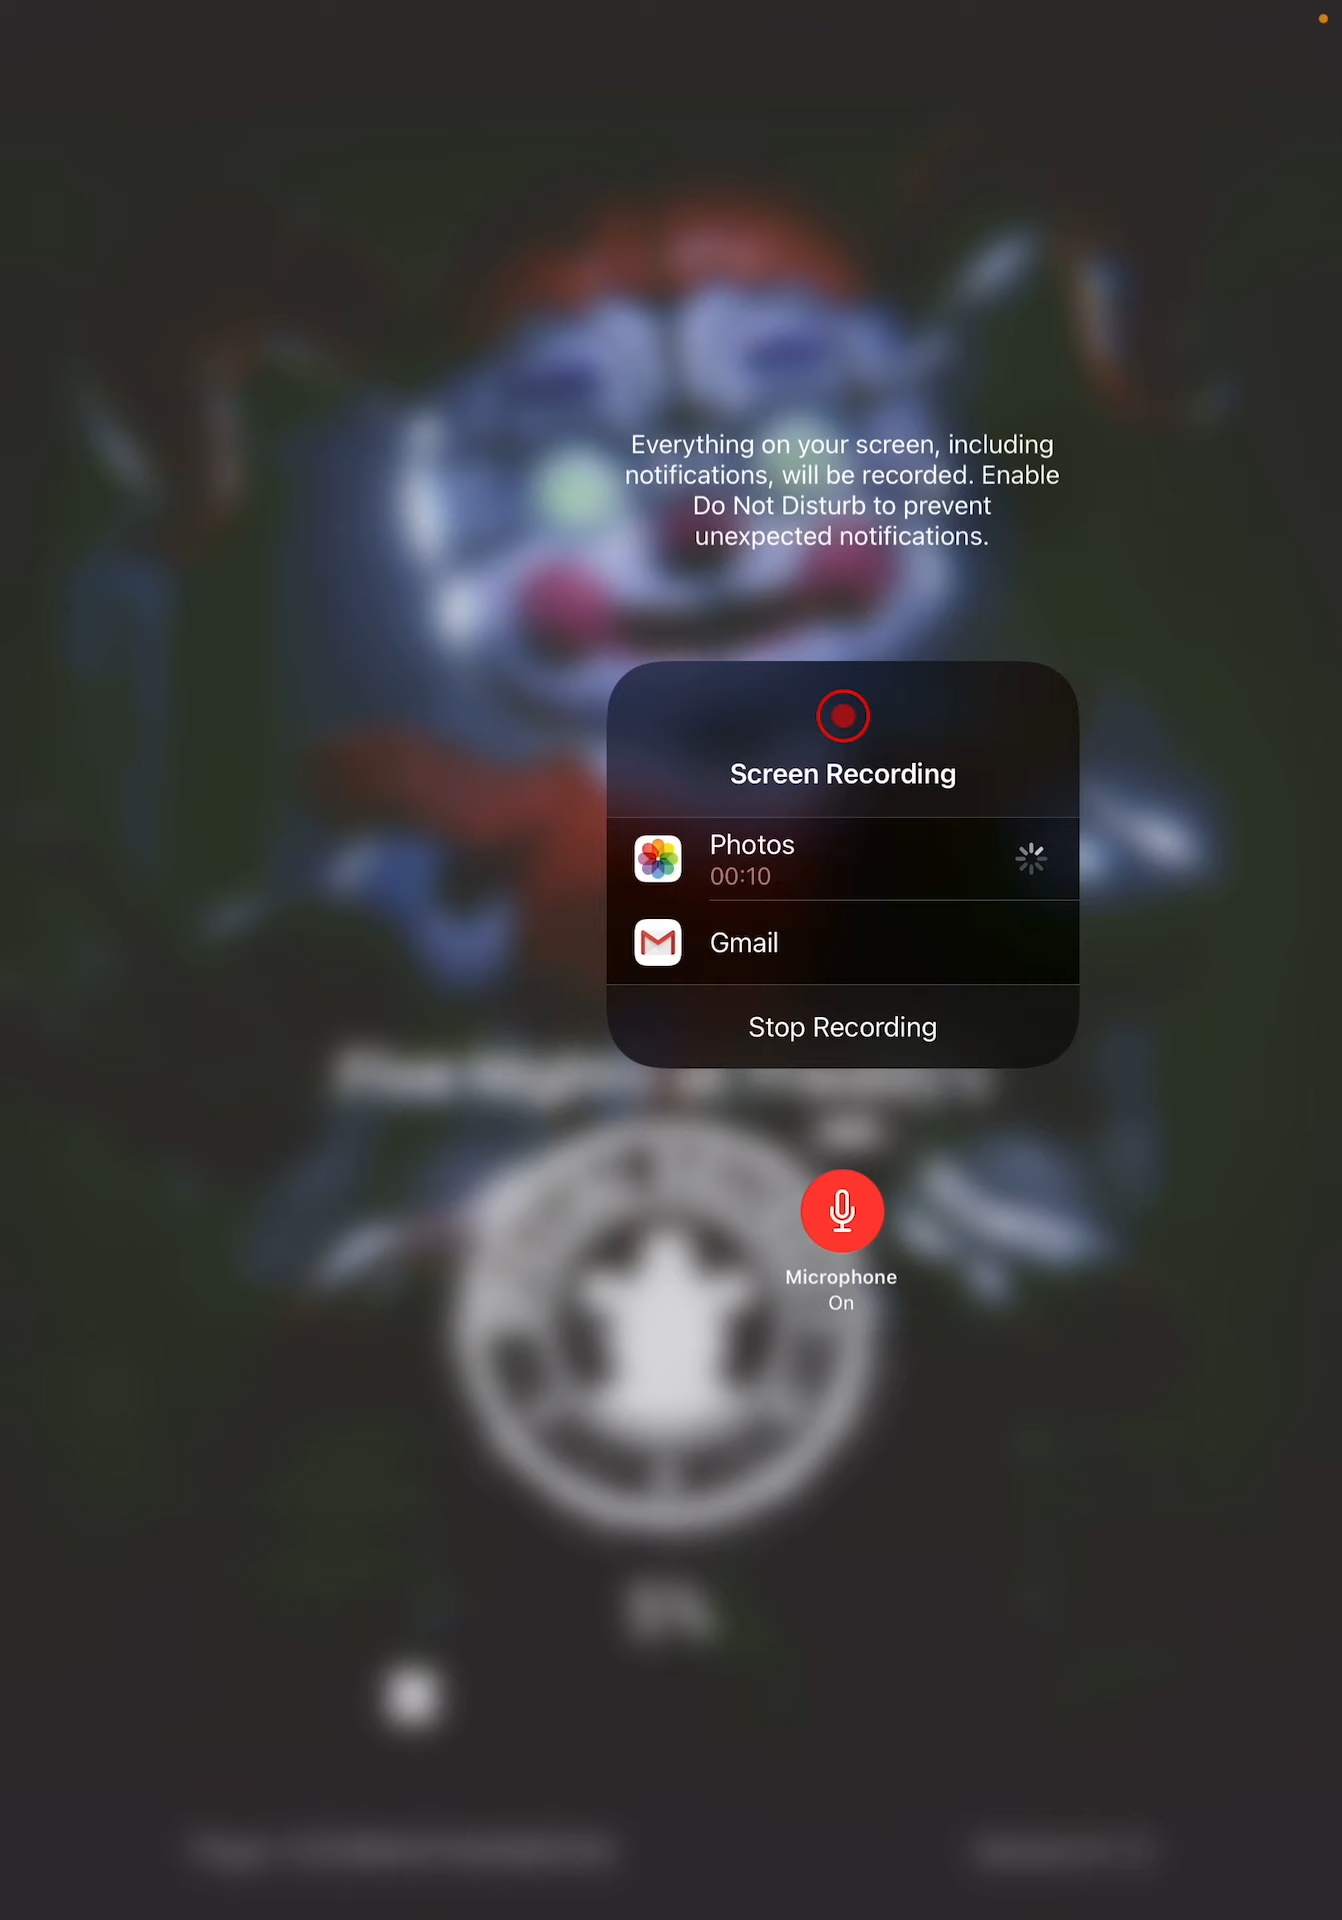 Everything on your screen, including
notifications, will be recorded. Enable
Do Not Disturb to prevent
unexpected notifications.
Screen Recording
Photos
00:10
Gmail
Stop Recording
Microphone
On